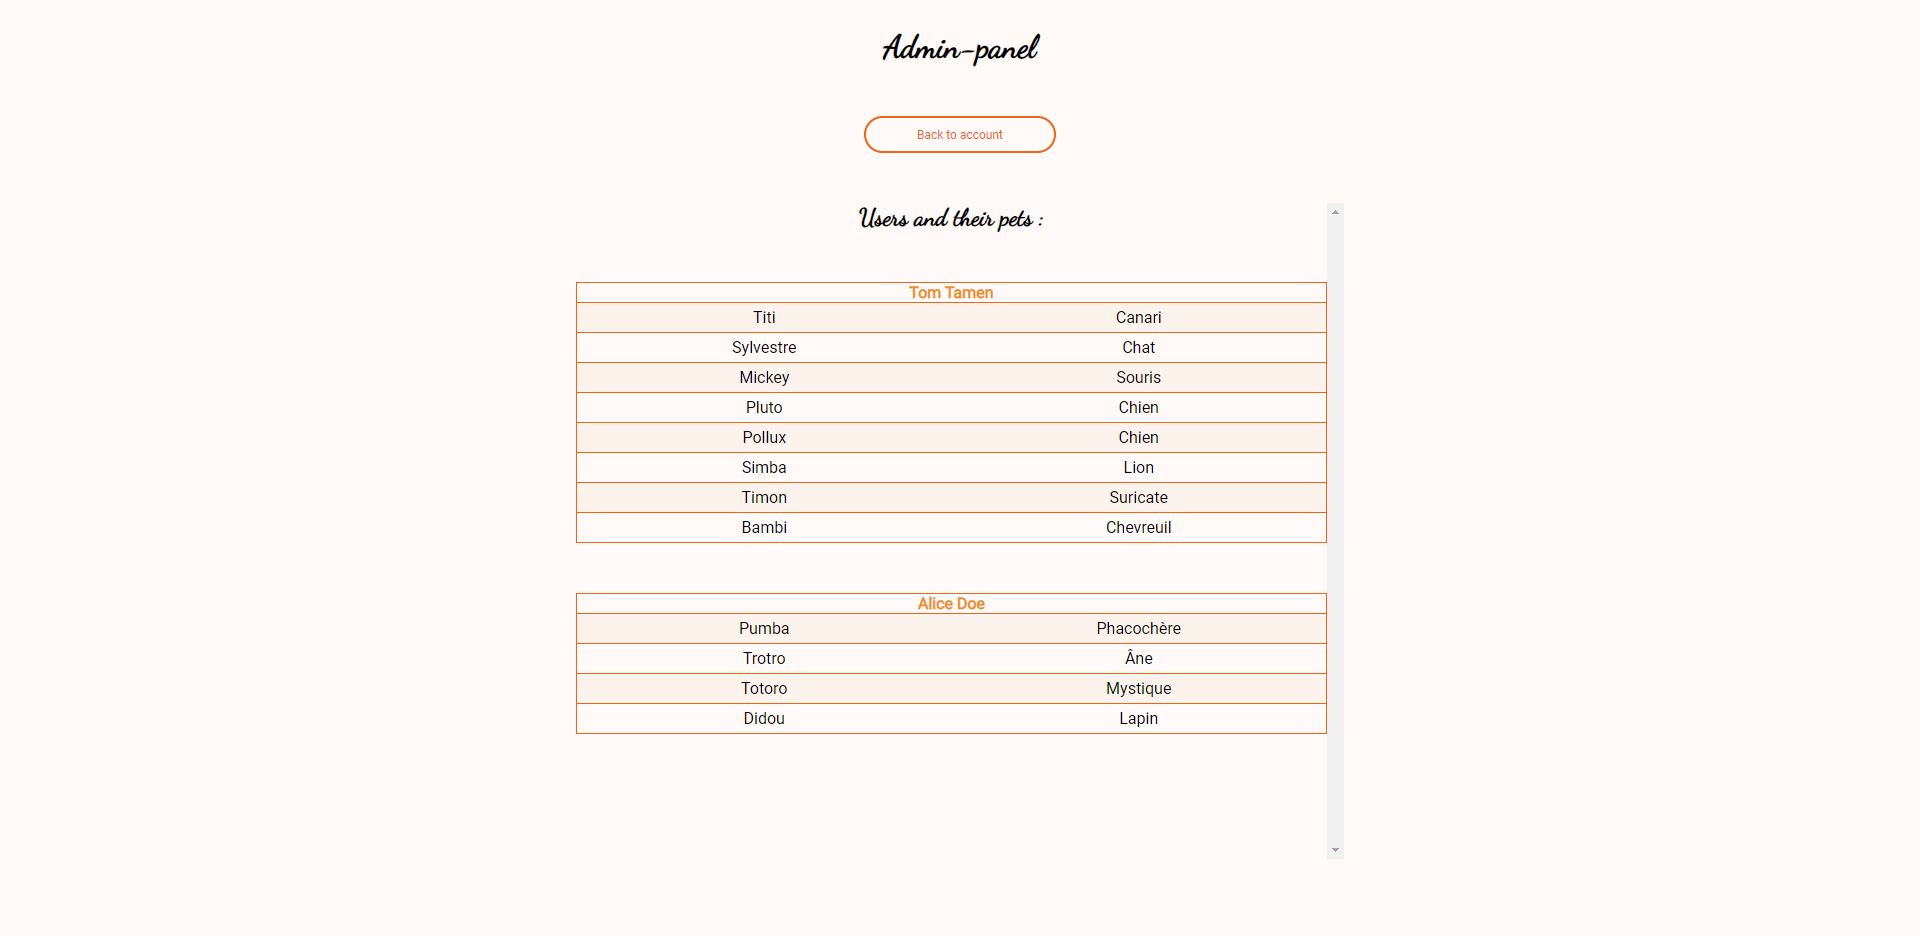 Admin-panel
Back to account
Users and their pets :
Tom Tamen
Titi Canari
Sylvestre Chat
Mickey Souris
Pluto Chien
Pollux Chien
Simba Lion
Timon Suricate
Bambi Chevreuil
Alice Doe
Pumba Phacochère
Trotro Âne
Totoro Mystique
Didou Lapin